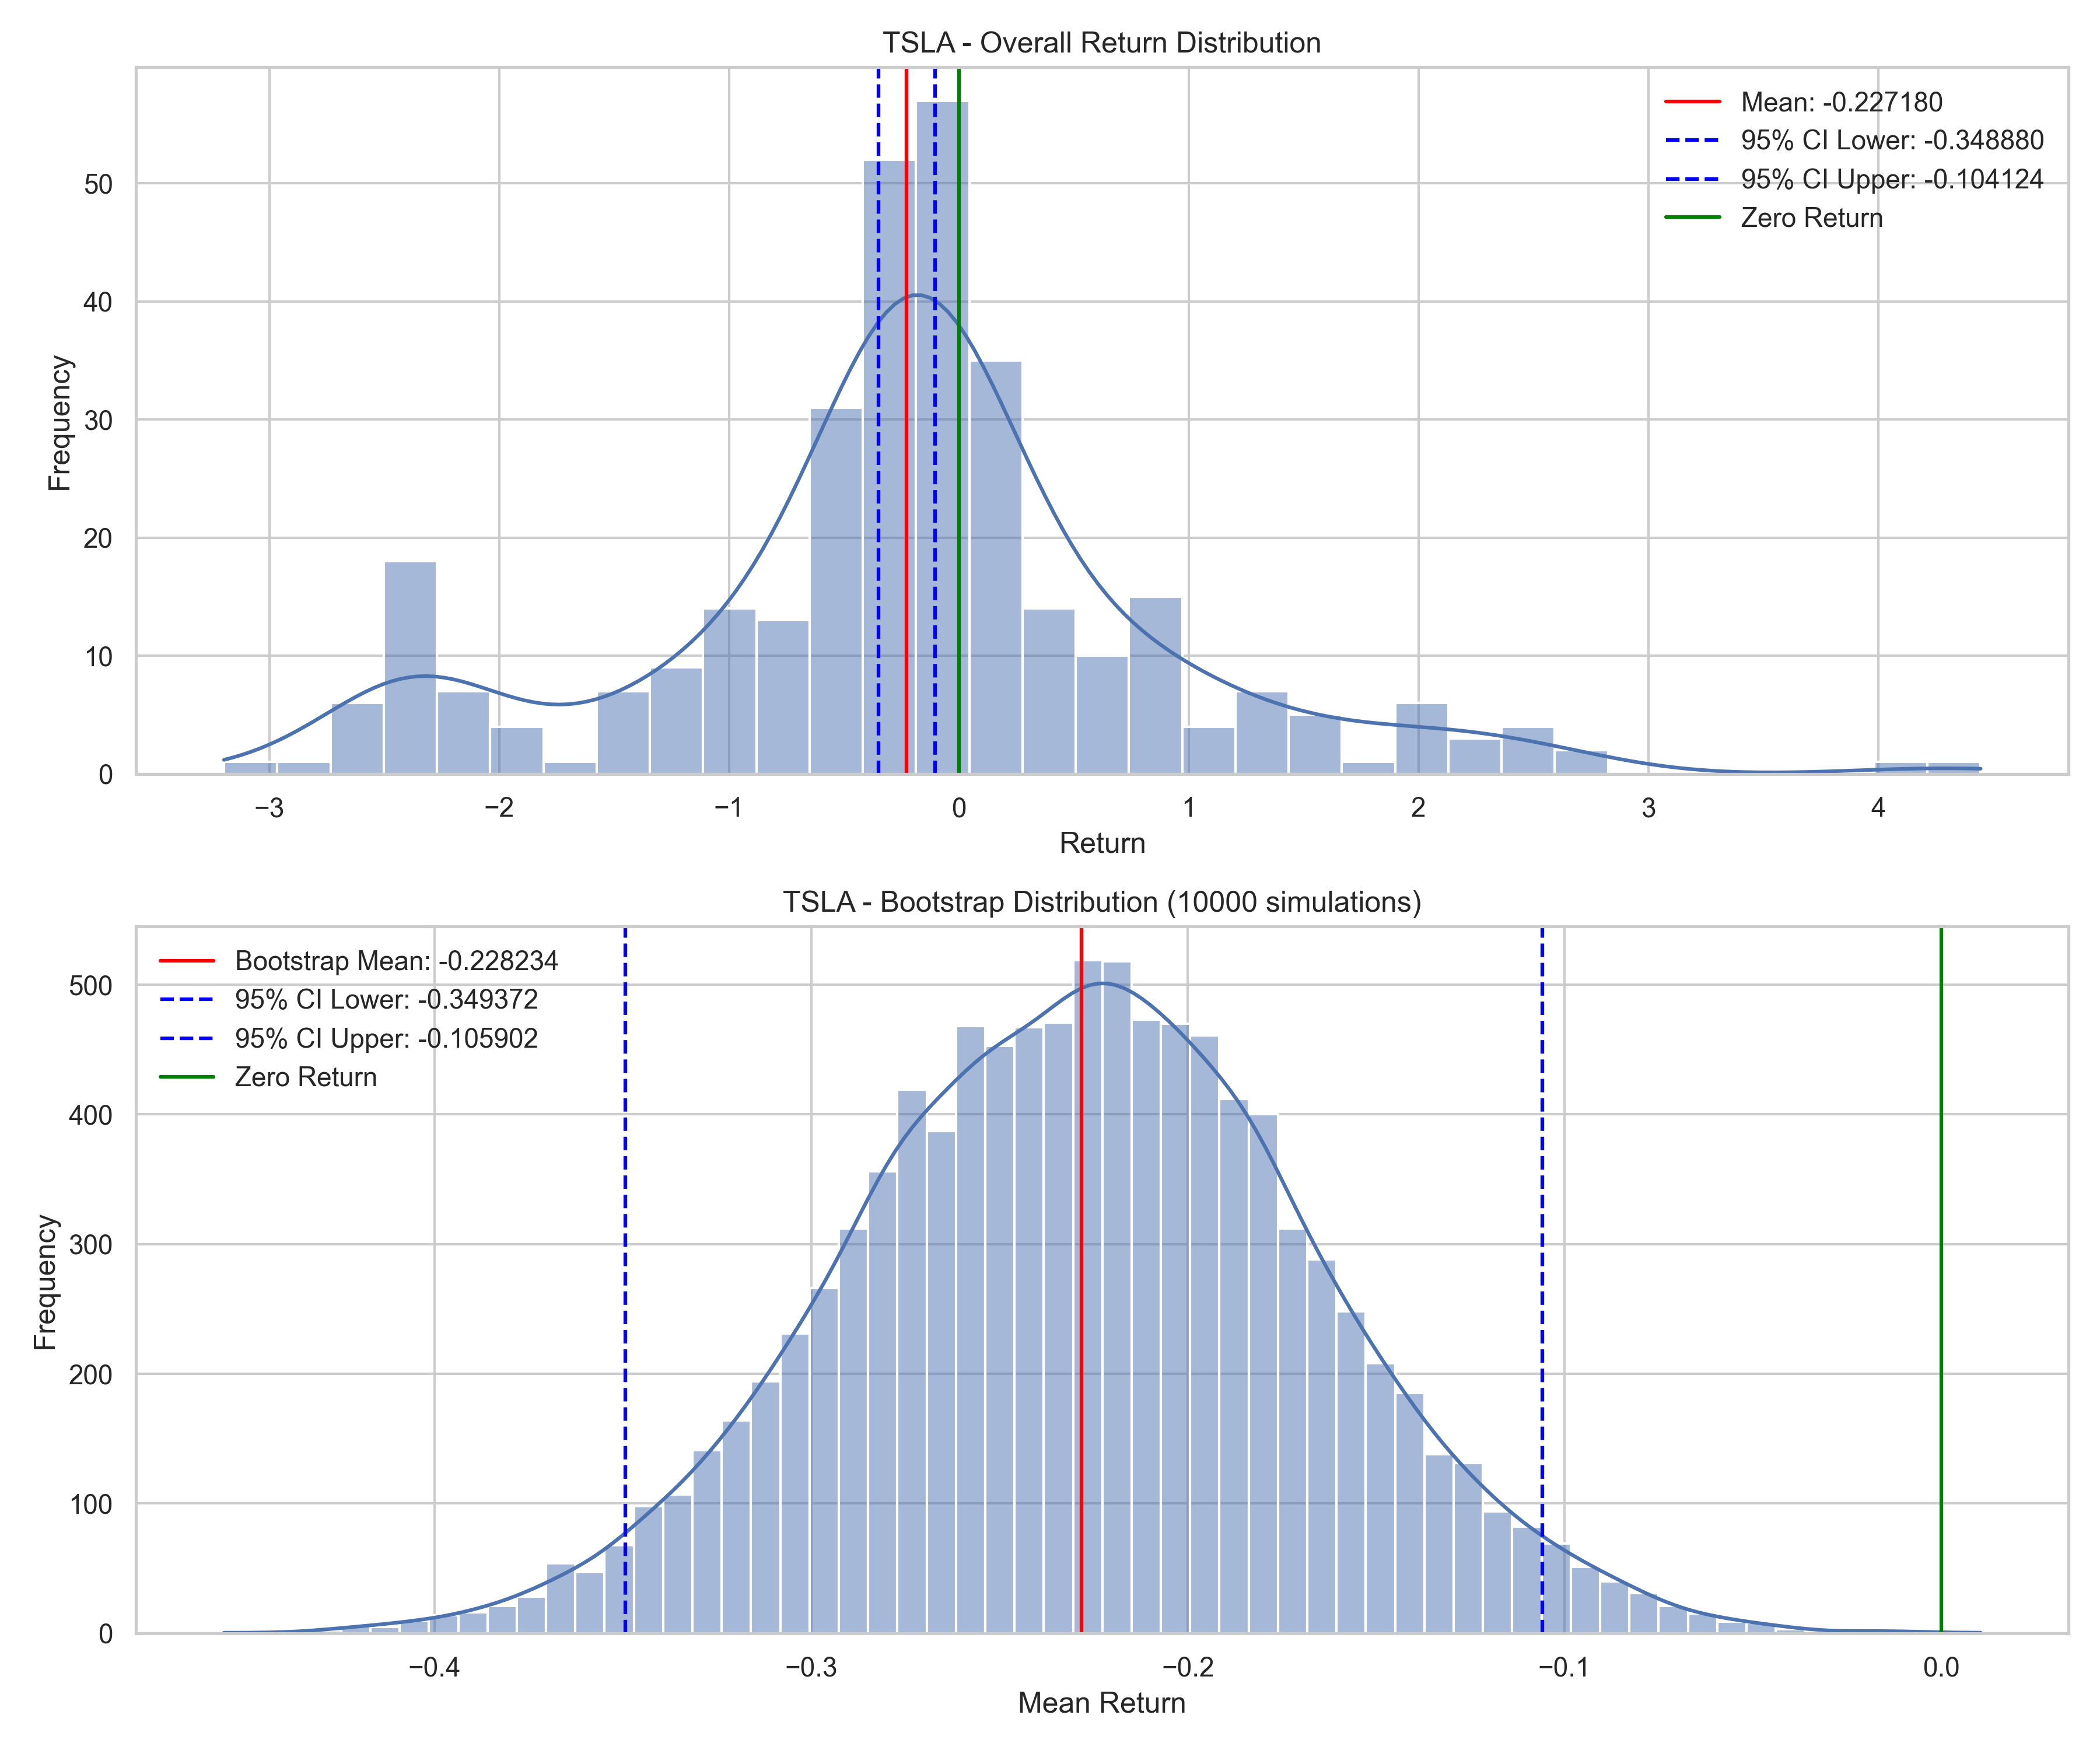 TSLA - Overall Return Distribution
Mean: -0.227180
95% CI Lower: -0.348880
95% CI Upper: -0.104124
Zero Return
Frequency
50
40
30
20
10
0
−3
−2
−1
0
1
2
3
4
Return
TSLA - Bootstrap Distribution (10000 simulations)
Bootstrap Mean: -0.228234
95% CI Lower: -0.349372
95% CI Upper: -0.105902
Zero Return
Frequency
500
400
300
200
100
0
−0.4
−0.3
−0.2
−0.1
0.0
Mean Return